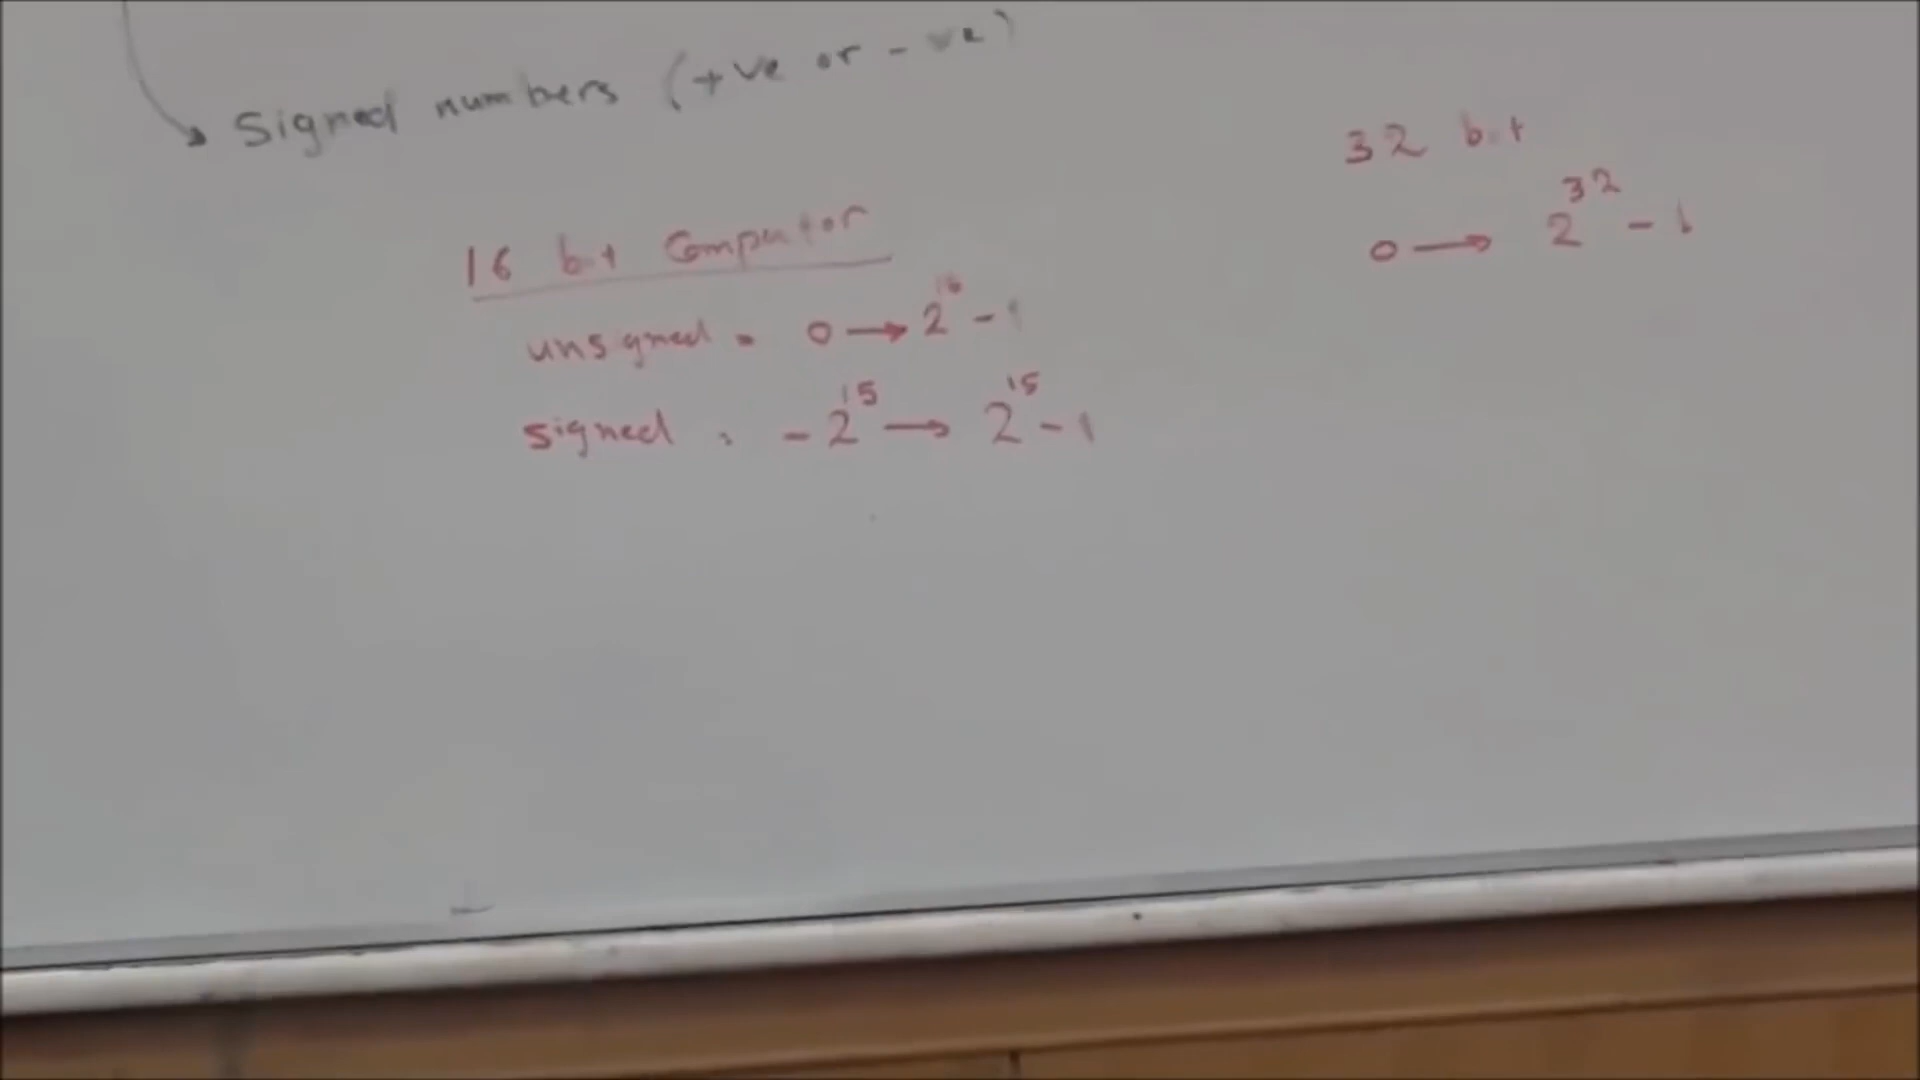 Signed numbers (+ve or -ve)
16 bit Computor
unsigned = 0 → 2^16 - 1
signed : -2^15 → 2^15 - 1
32 bit
0 → 2^32 - 1